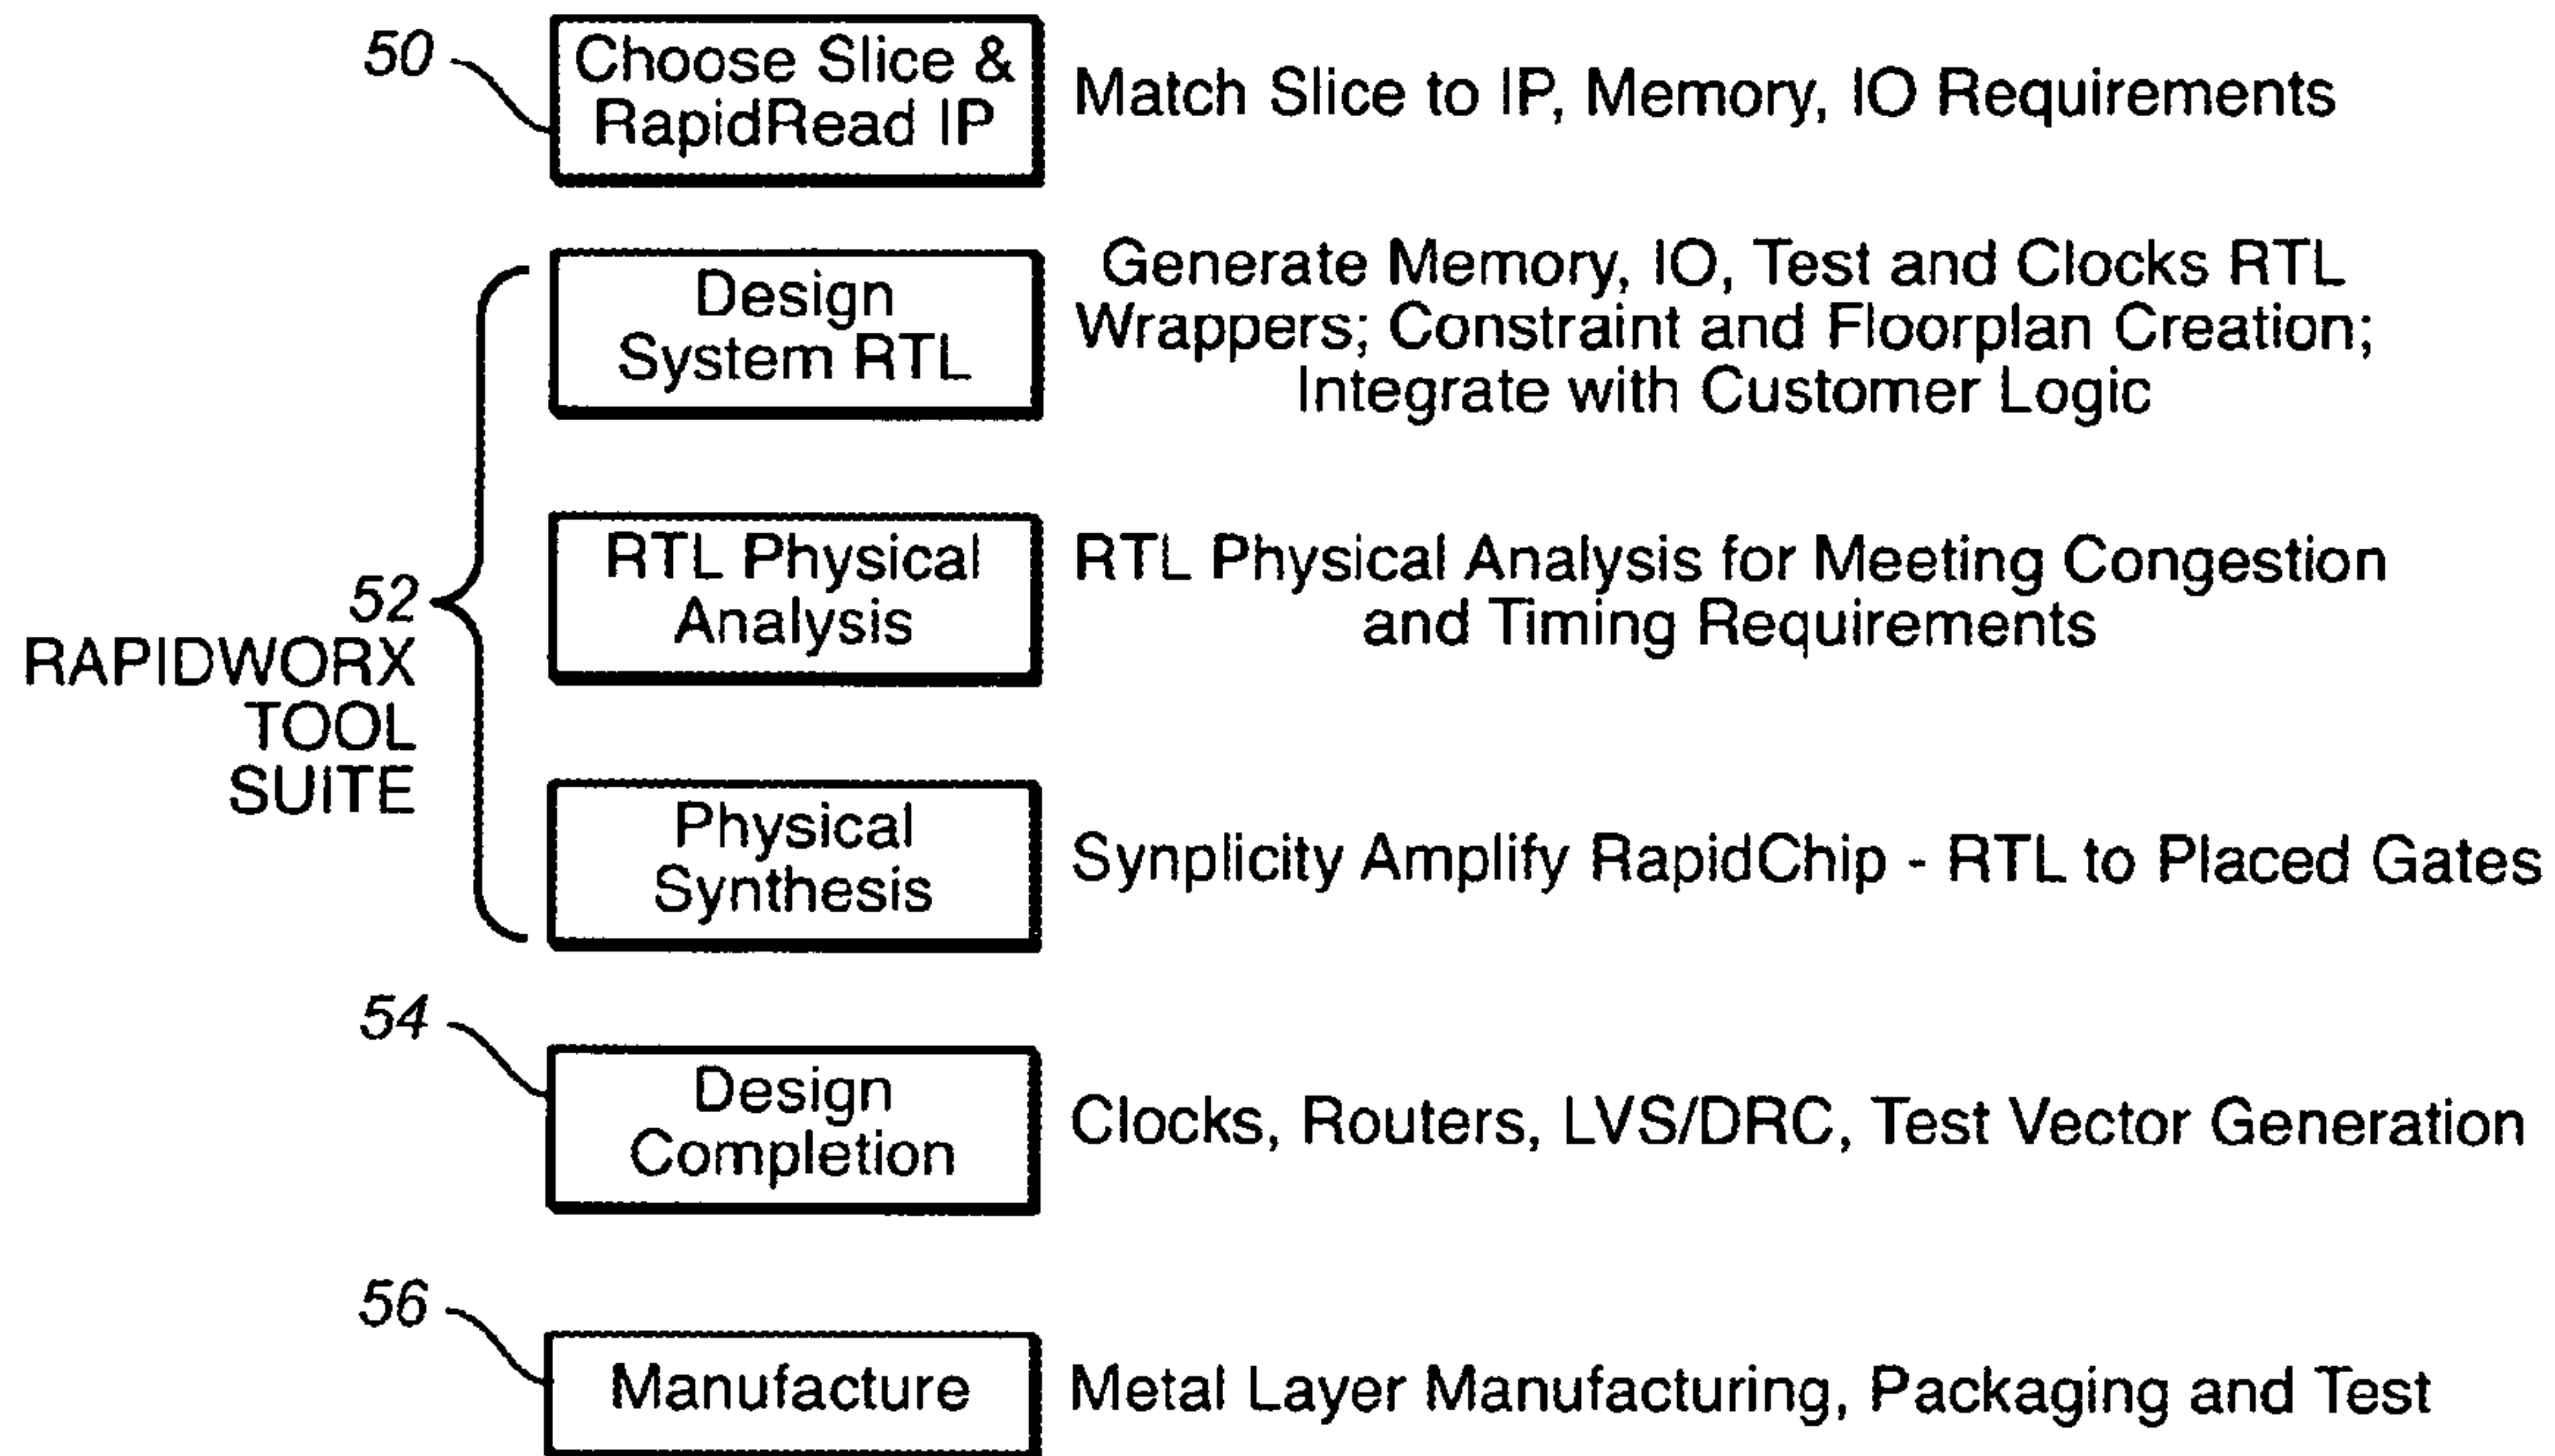 50
Choose Slice &
RapidRead IP
Match Slice to IP, Memory, IO Requirements
Design
System RTL
Generate Memory, IO, Test and Clocks RTL
Wrappers; Constraint and Floorplan Creation;
Integrate with Customer Logic
52
RAPIDWORX
TOOL
SUITE
RTL Physical
Analysis
RTL Physical Analysis for Meeting Congestion
and Timing Requirements
Physical
Synthesis
Synplicity Amplify RapidChip - RTL to Placed Gates
54
Design
Completion
Clocks, Routers, LVS/DRC, Test Vector Generation
56
Manufacture
Metal Layer Manufacturing, Packaging and Test